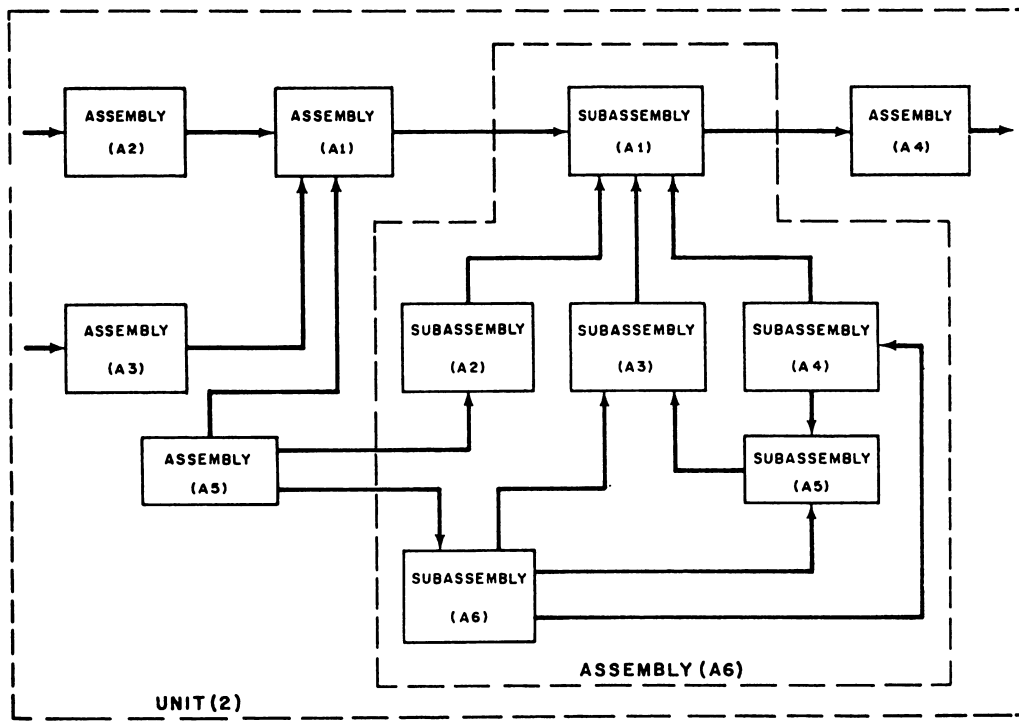 ASSEMBLY
(A2)
ASSEMBLY
(A1)
SUBASSEMBLY
(A1)
ASSEMBLY
(A4)
ASSEMBLY
(A3)
SUBASSEMBLY
(A2)
SUBASSEMBLY
(A3)
SUBASSEMBLY
(A4)
ASSEMBLY
(A5)
SUBASSEMBLY
(A5)
SUBASSEMBLY
(A6)
ASSEMBLY (A6)
UNIT (2)